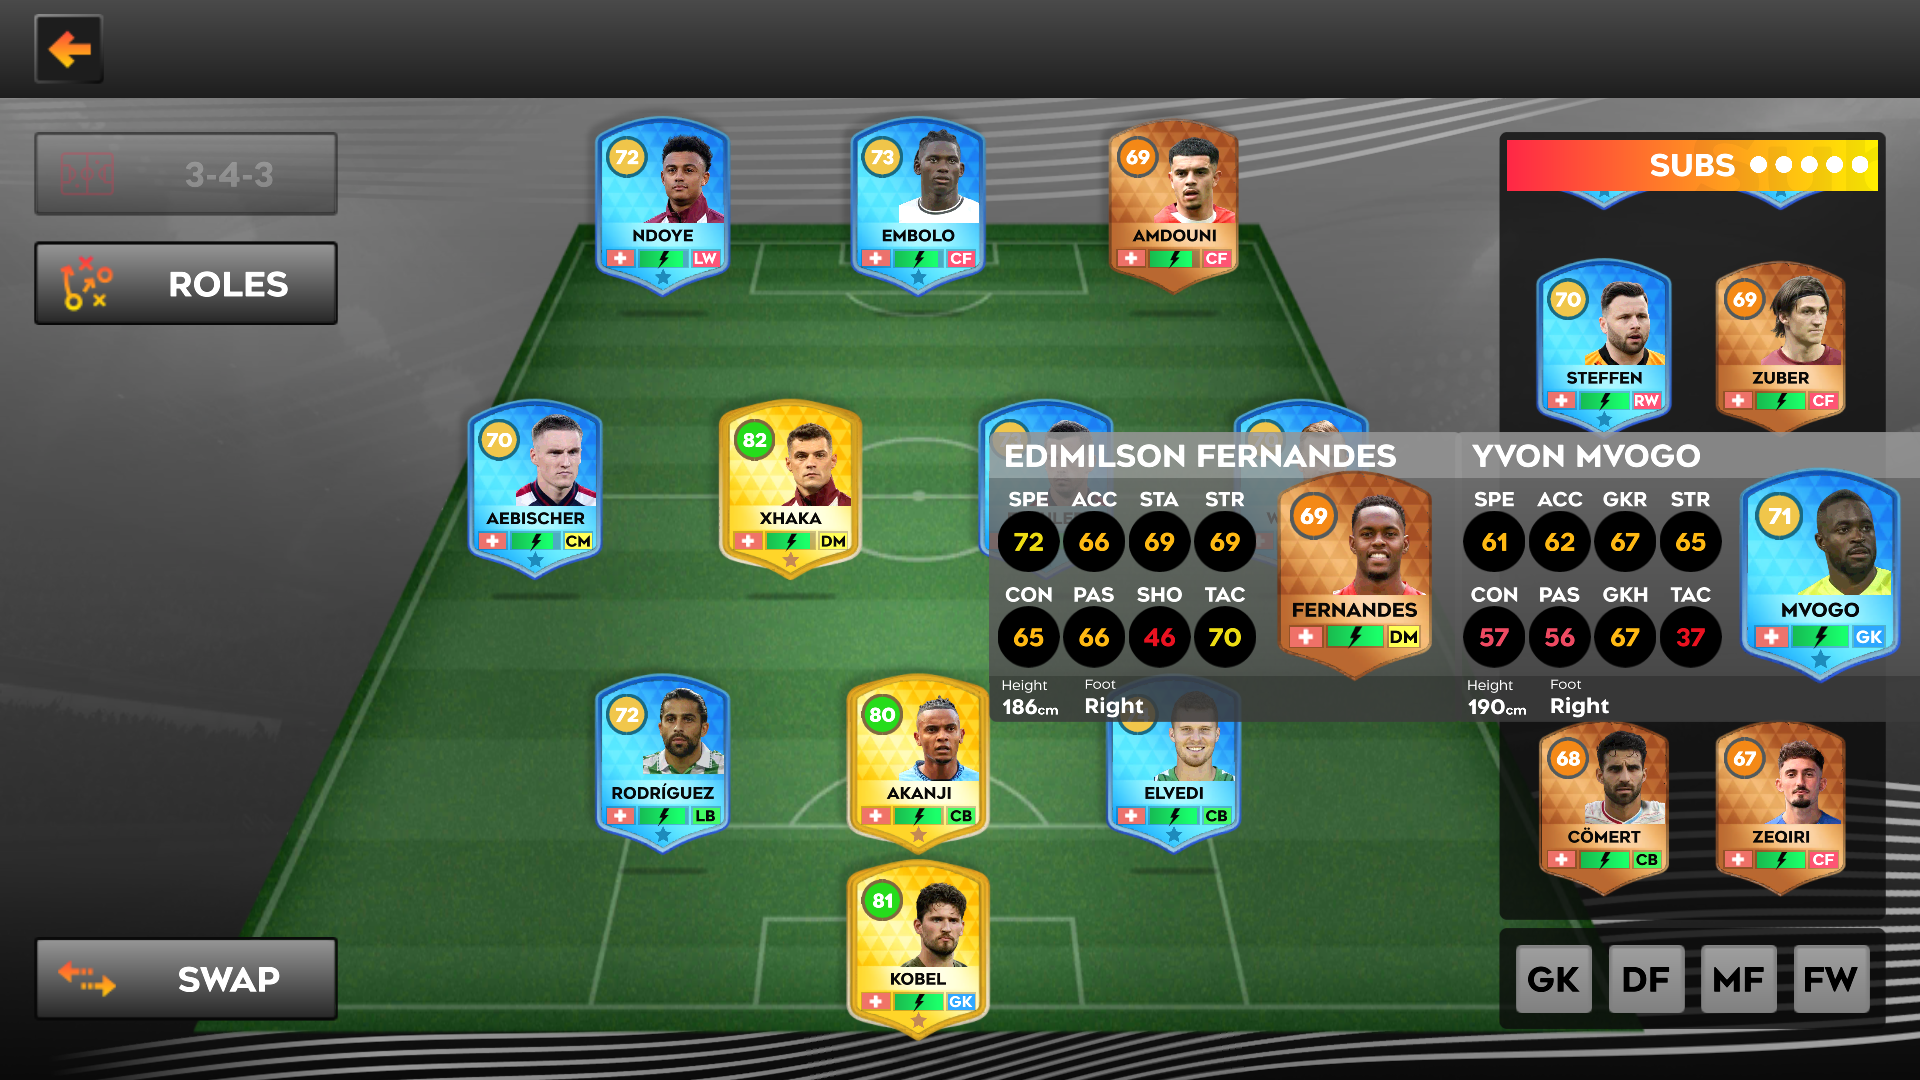 3-4-3
ROLES
SWAP
72
NDOYE
LW
73
EMBOLO
CF
69
AMDOUNI
CF
70
AEBISCHER
CM
82
XHAKA
DM
72
RODRÍGUEZ
LB
80
AKANJI
CB
ELVEDI
CB
81
KOBEL
GK
EDIMILSON FERNANDES
SPE ACC STA STR
72 66 69 69
CON PAS SHO TAC
65 66 46 70
Height Foot
186cm Right
69
FERNANDES
DM
YVON MVOGO
SPE ACC GKR STR
61 62 67 65
CON PAS GKH TAC
57 56 67 37
Height Foot
190cm Right
71
MVOGO
GK
SUBS
70
STEFFEN
RW
69
ZUBER
CF
68
CÖMERT
CB
67
ZEQIRI
CF
GK DF MF FW